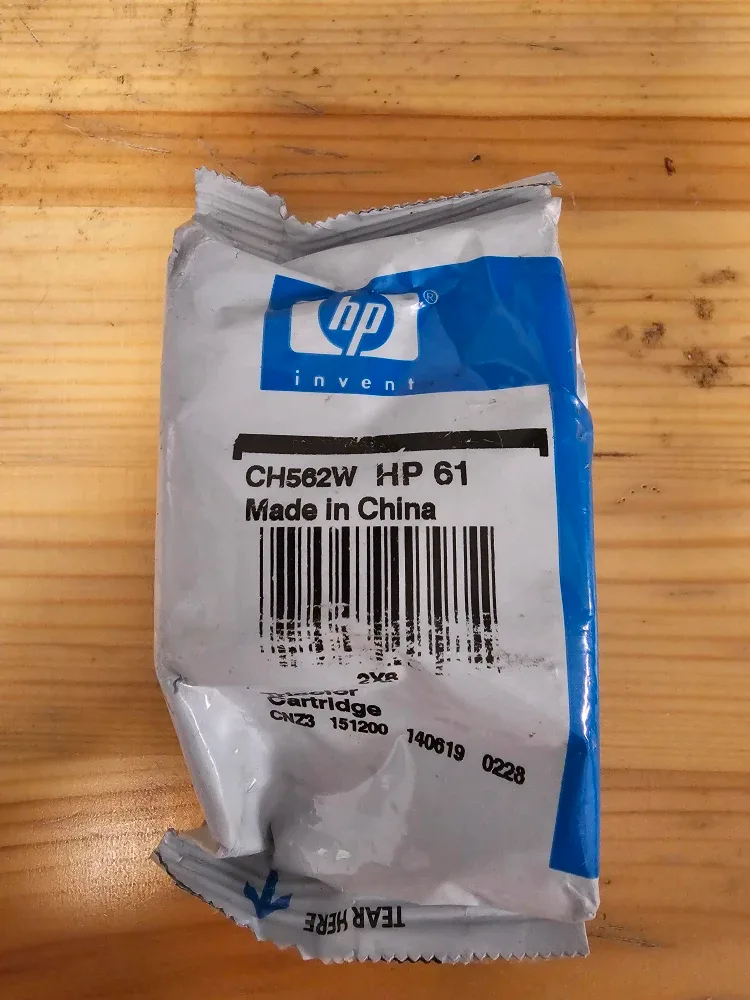 hp®
invent
CH562W HP 61
Made in China
Cartridge
CNZ3 151200 140619 0228
TEAR HERE